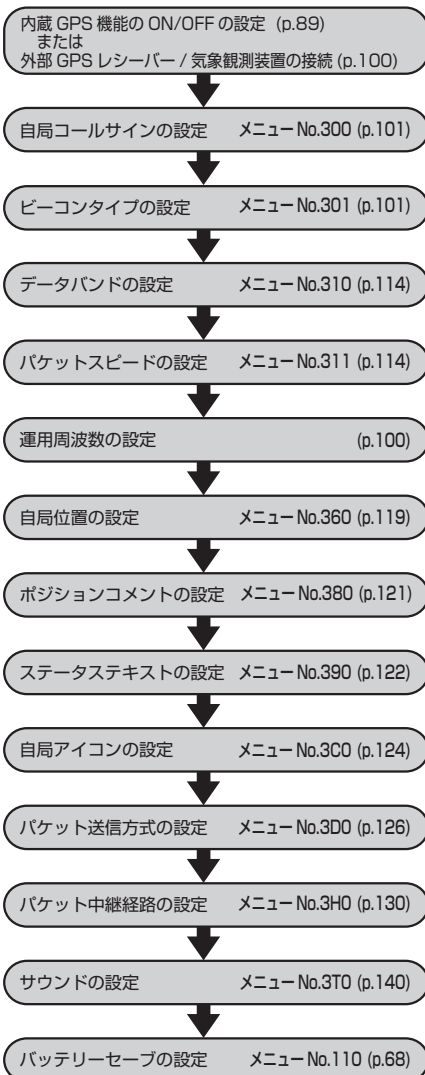 内蔵 GPS 機能の ON/OFF の設定 (p.89)
または
外部 GPS レシーバー / 気象観測装置の接続 (p.100)
自局コールサインの設定 メニュー No.300 (p.101)
ビーコンタイプの設定 メニュー No.301 (p.101)
データバンドの設定 メニュー No.310 (p.114)
パケットスピードの設定 メニュー No.311 (p.114)
運用周波数の設定 (p.100)
自局位置の設定 メニュー No.360 (p.119)
ポジションコメントの設定 メニュー No.380 (p.121)
ステータステキストの設定 メニュー No.390 (p.122)
自局アイコンの設定 メニュー No.3C0 (p.124)
パケット送信方式の設定 メニュー No.3D0 (p.126)
パケット中継経路の設定 メニュー No.3H0 (p.130)
サウンドの設定 メニュー No.3T0 (p.140)
バッテリーセーブの設定 メニュー No.110 (p.68)